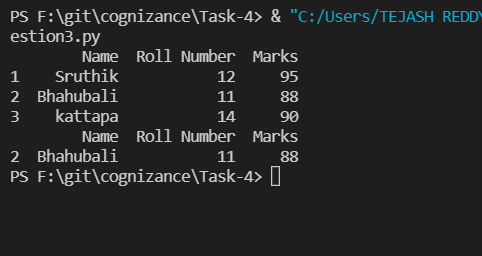 PS F:\git\cognizance\Task-4> & "C:/Users/TEJASH REDDY
estion3.py
        Name  Roll Number  Marks
1    Sruthik           12     95
2  Bhahubali           11     88
3    kattapa           14     90
        Name  Roll Number  Marks
2  Bhahubali           11     88
PS F:\git\cognizance\Task-4>